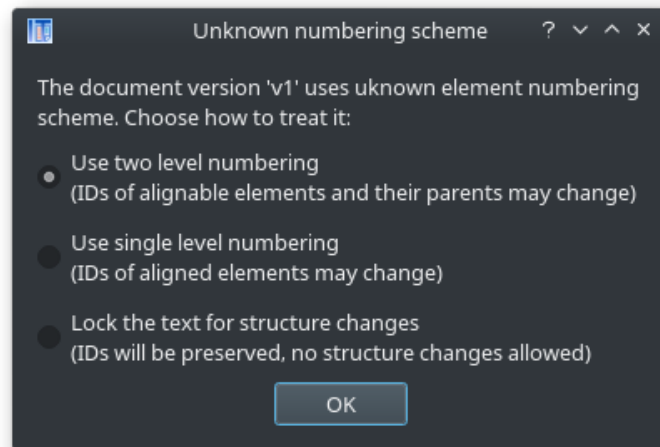 Unknown numbering scheme
The document version 'v1' uses uknown element numbering
scheme. Choose how to treat it:
Use two level numbering
(IDs of alignable elements and their parents may change)
Use single level numbering
(IDs of aligned elements may change)
Lock the text for structure changes
(IDs will be preserved, no structure changes allowed)
OK